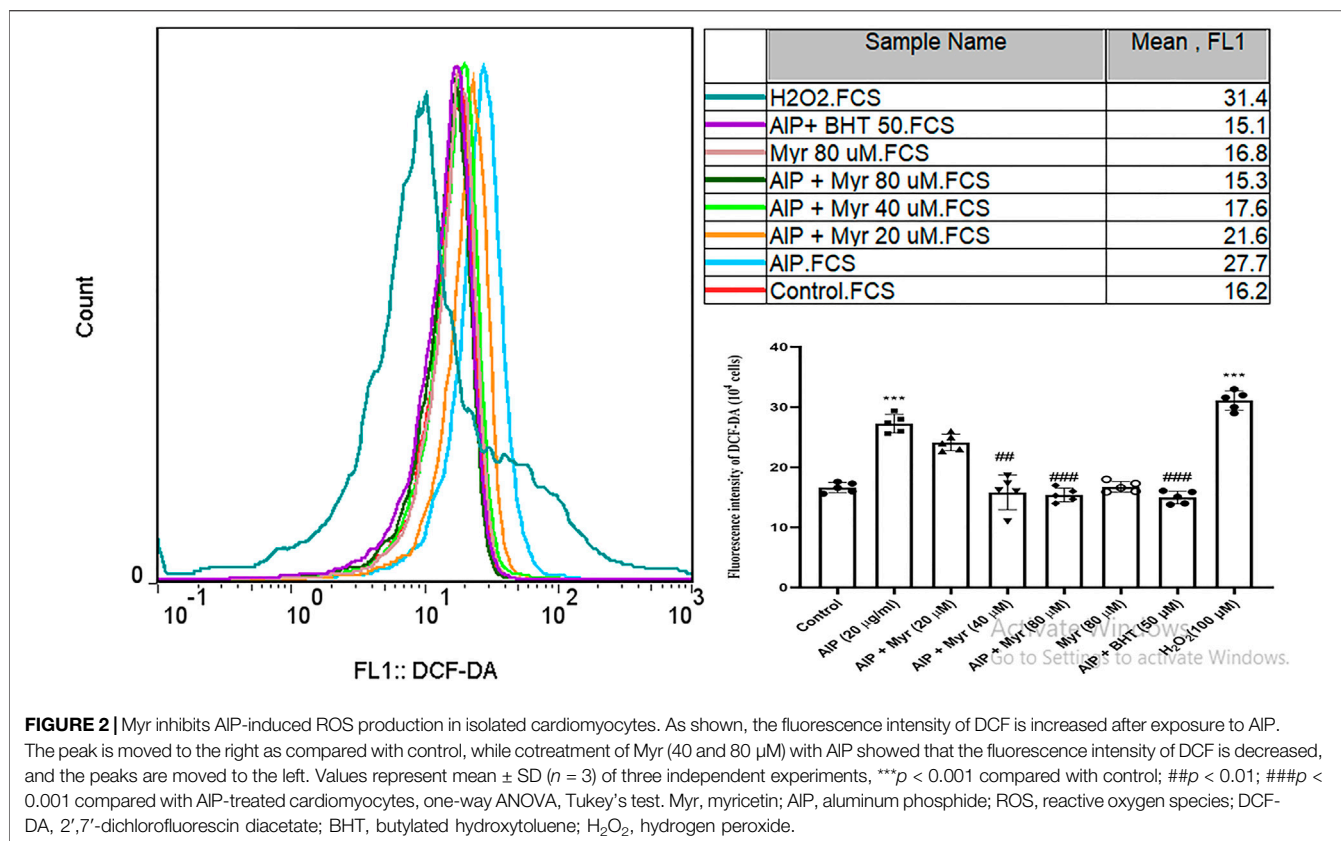 Count
0
10^-1 10^0 10^1 10^2 10^3
FL1:: DCF-DA
Sample Name Mean , FL1
H2O2.FCS 31.4
AlP+ BHT 50.FCS 15.1
Myr 80 uM.FCS 16.8
AlP + Myr 80 uM.FCS 15.3
AlP + Myr 40 uM.FCS 17.6
AlP + Myr 20 uM.FCS 21.6
AlP.FCS 27.7
Control.FCS 16.2
Fluorescence intensity of DCF-DA (10⁴ cells)
40
30
20
10
0
***
##
###
###
***
Control
AlP (20 µg/ml)
AlP + Myr (20 µM)
AlP + Myr (40 µM)
AlP + Myr (80 µM)
Myr (80 µM)
AlP + BHT (50 µM)
H₂O₂ (100 µM)
Activate Windows
Go to Settings to activate Windows.
FIGURE 2 | Myr inhibits AlP-induced ROS production in isolated cardiomyocytes. As shown, the fluorescence intensity of DCF is increased after exposure to AlP.
The peak is moved to the right as compared with control, while cotreatment of Myr (40 and 80 µM) with AlP showed that the fluorescence intensity of DCF is decreased,
and the peaks are moved to the left. Values represent mean ± SD (n = 3) of three independent experiments, ***p < 0.001 compared with control; ##p < 0.01; ###p <
0.001 compared with AlP-treated cardiomyocytes, one-way ANOVA, Tukey's test. Myr, myricetin; AlP, aluminum phosphide; ROS, reactive oxygen species; DCF-
DA, 2′,7′-dichlorofluorescin diacetate; BHT, butylated hydroxytoluene; H₂O₂, hydrogen peroxide.